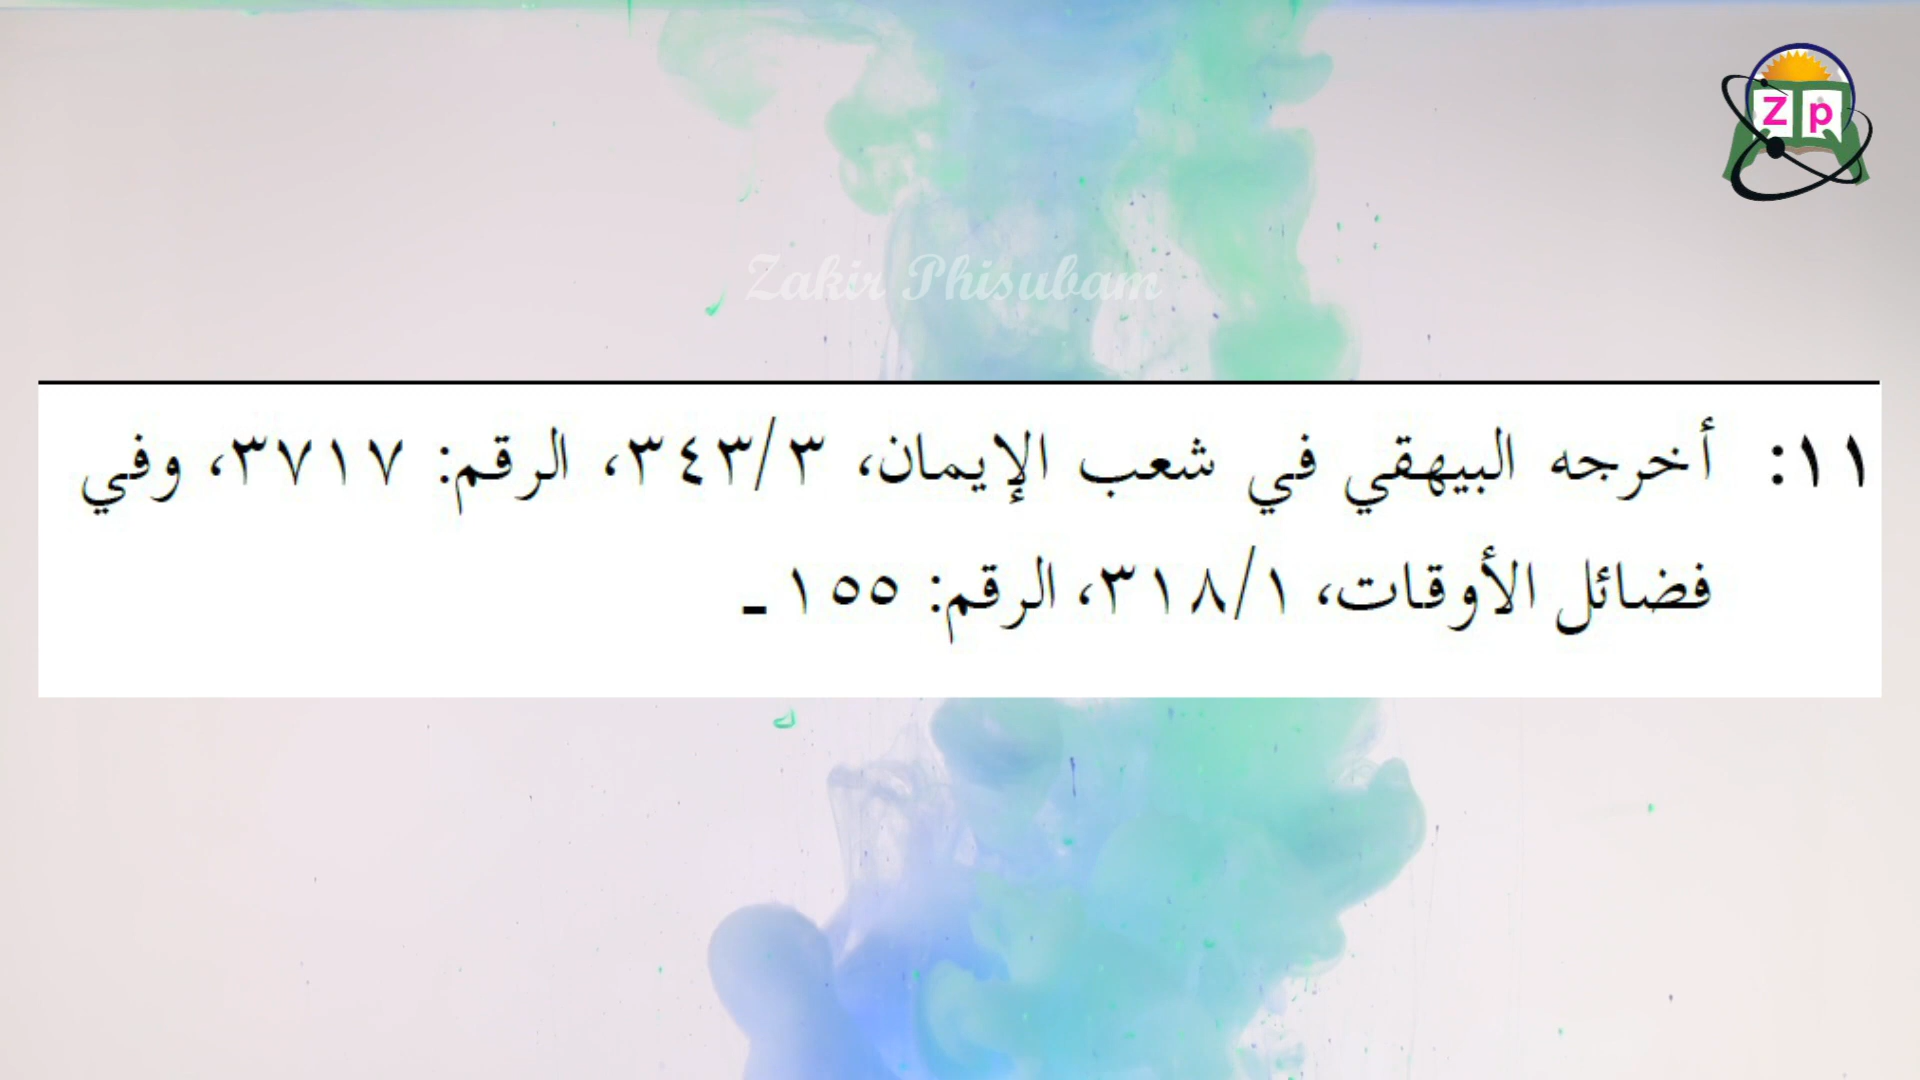 Z p
Zakir Phisubam
١١: أخرجه البيهقي في شعب الإيمان، ٣/٣٤٣، الرقم: ٣٧١٧، وفي
فضائل الأوقات، ١/٣١٨، الرقم: ١٥٥ ـ